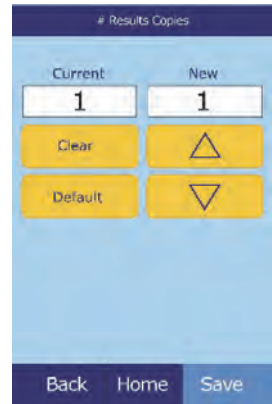 # Results Copies
Current New
1 1
Clear
Default
Back Home Save